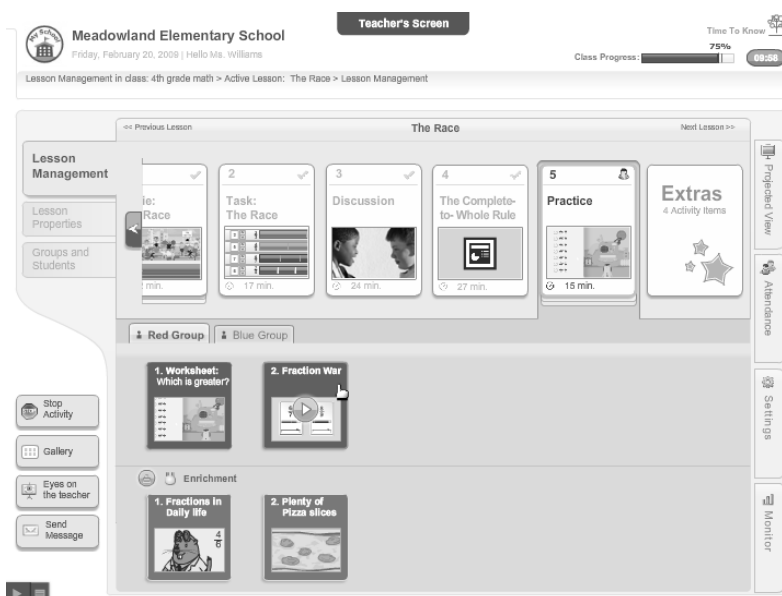 Teacher's Screen
My School
Meadowland Elementary School
Friday, February 20, 2009 | Hello Ms. Williams
Time To Know
Class Progress:
75%
09:58
Lesson Management in class: 4th grade math > Active Lesson: The Race > Lesson Management
<< Previous Lesson
The Race
Next Lesson >>
Lesson
Management
Lesson
Properties
Groups and
Students
ie:
Race
min.
2
Task:
The Race
17 min.
3
Discussion
24 min.
4
The Complete-
to- Whole Rule
27 min.
5
Practice
15 min.
Extras
4 Activity Items
Projected View
Attendance
Settings
Monitor
Red Group
Blue Group
1. Worksheet:
Which is greater?
2. Fraction War
Enrichment
1. Fractions in
Daily life
4
6
2. Plenty of
Pizza slices
Stop
Activity
Gallery
Eyes on
the teacher
Send
Message